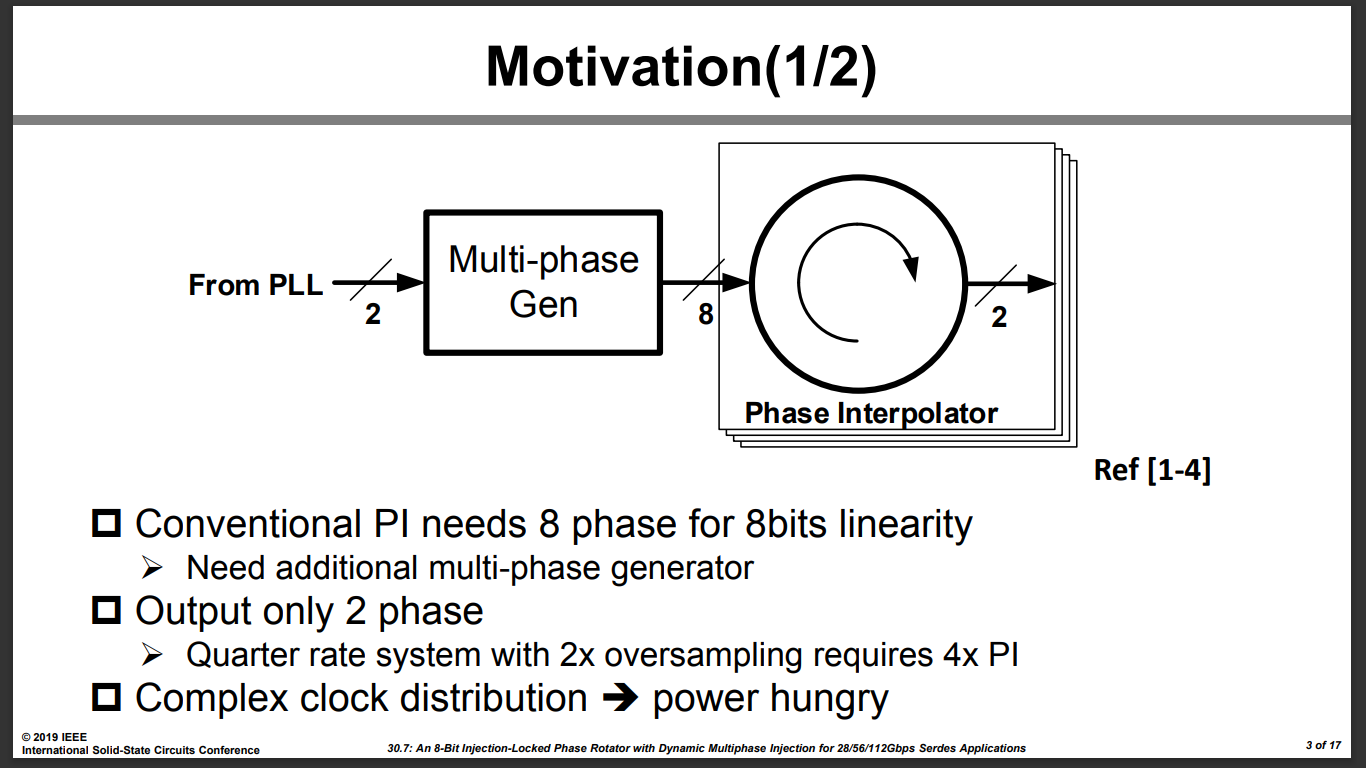 Motivation(1/2)
From PLL
2
Multi-phase
Gen
8
2
Phase Interpolator
Ref [1-4]
Conventional PI needs 8 phase for 8bits linearity
Need additional multi-phase generator
Output only 2 phase
Quarter rate system with 2x oversampling requires 4x PI
Complex clock distribution ➔ power hungry
© 2019 IEEE
International Solid-State Circuits Conference
30.7: An 8-Bit Injection-Locked Phase Rotator with Dynamic Multiphase Injection for 28/56/112Gbps Serdes Applications
3 of 17